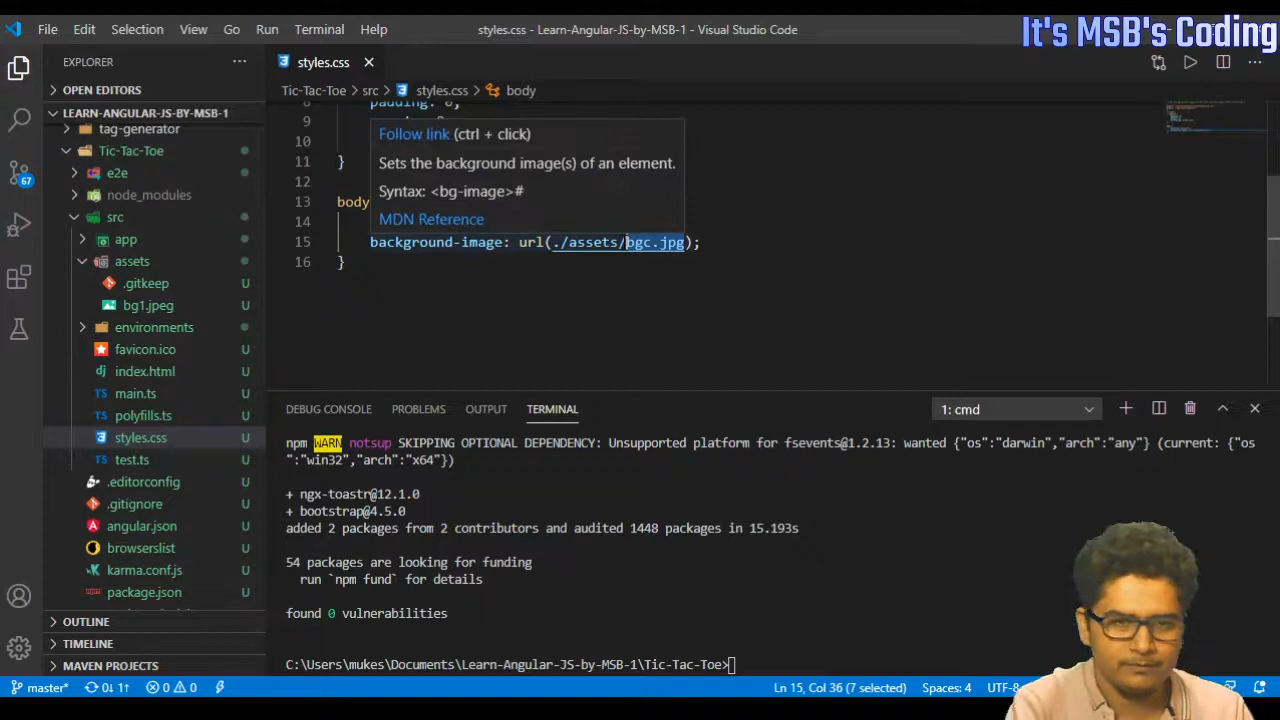 File Edit Selection View Go Run Terminal Help
styles.css - Learn-Angular-JS-by-MSB-1 - Visual Studio Code
It's MSB's Coding
EXPLORER
OPEN EDITORS
LEARN-ANGULAR-JS-BY-MSB-1
tag-generator
Tic-Tac-Toe
e2e
node_modules
src
app
assets
.gitkeep U
bg1.jpeg U
environments
favicon.ico U
index.html U
main.ts U
polyfills.ts U
styles.css U
test.ts U
.editorconfig U
.gitignore U
angular.json U
browserslist U
karma.conf.js U
package.json U
OUTLINE
TIMELINE
MAVEN PROJECTS
67
styles.css
Tic-Tac-Toe > src > styles.css > body
8 padding: 0;
9
10
11 }
12
13 body
14
15 background-image: url(./assets/bgc.jpg);
16 }
Follow link (ctrl + click)
Sets the background image(s) of an element.
Syntax: <bg-image>#
MDN Reference
DEBUG CONSOLE PROBLEMS OUTPUT TERMINAL
1: cmd
npm WARN notsup SKIPPING OPTIONAL DEPENDENCY: Unsupported platform for fsevents@1.2.13: wanted {"os":"darwin","arch":"any"} (current: {"os
":"win32","arch":"x64"})
+ ngx-toastr@12.1.0
+ bootstrap@4.5.0
added 2 packages from 2 contributors and audited 1448 packages in 15.193s
54 packages are looking for funding
run `npm fund` for details
found 0 vulnerabilities
C:\Users\mukes\Documents\Learn-Angular-JS-by-MSB-1\Tic-Tac-Toe>
master* 0↓ 1↑ 0 0 Ln 15, Col 36 (7 selected) Spaces: 4 UTF-8